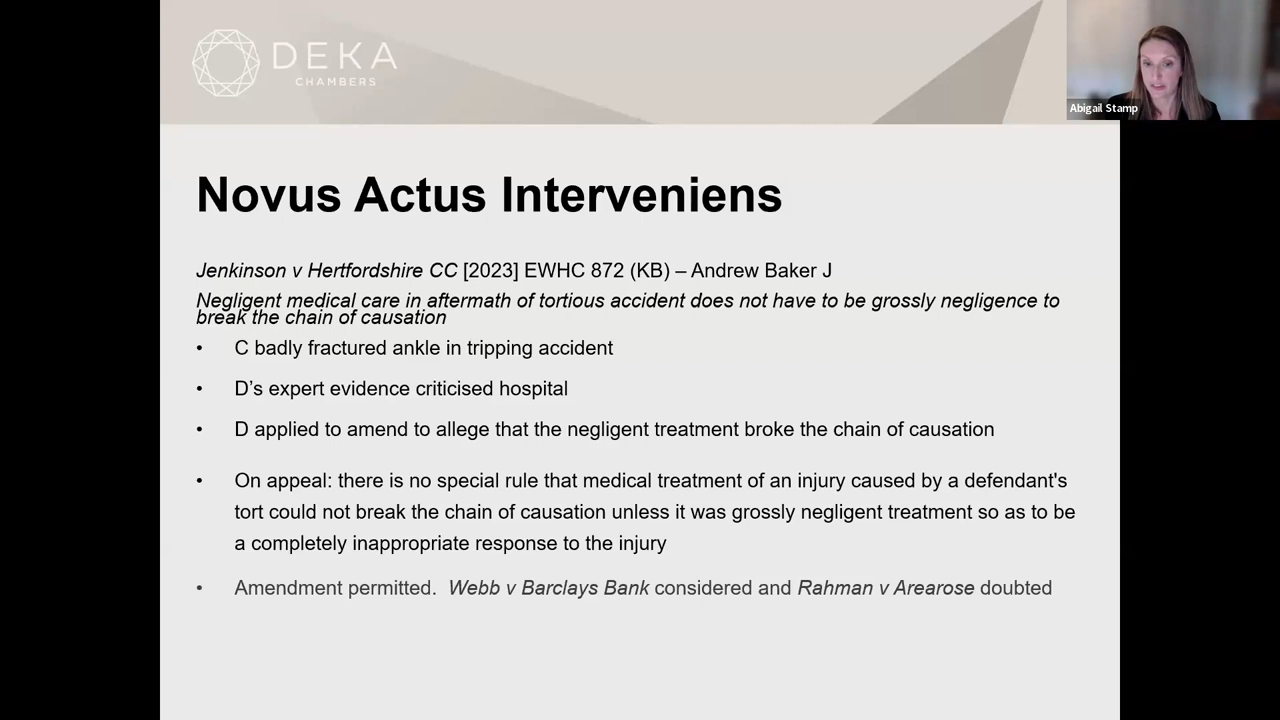 DEKA
CHAMBERS
Abigail Stamp
Novus Actus Interveniens
Jenkinson v Hertfordshire CC [2023] EWHC 872 (KB) – Andrew Baker J
Negligent medical care in aftermath of tortious accident does not have to be grossly negligence to
break the chain of causation
• C badly fractured ankle in tripping accident
• D’s expert evidence criticised hospital
• D applied to amend to allege that the negligent treatment broke the chain of causation
• On appeal: there is no special rule that medical treatment of an injury caused by a defendant's
tort could not break the chain of causation unless it was grossly negligent treatment so as to be
a completely inappropriate response to the injury
• Amendment permitted. Webb v Barclays Bank considered and Rahman v Arearose doubted